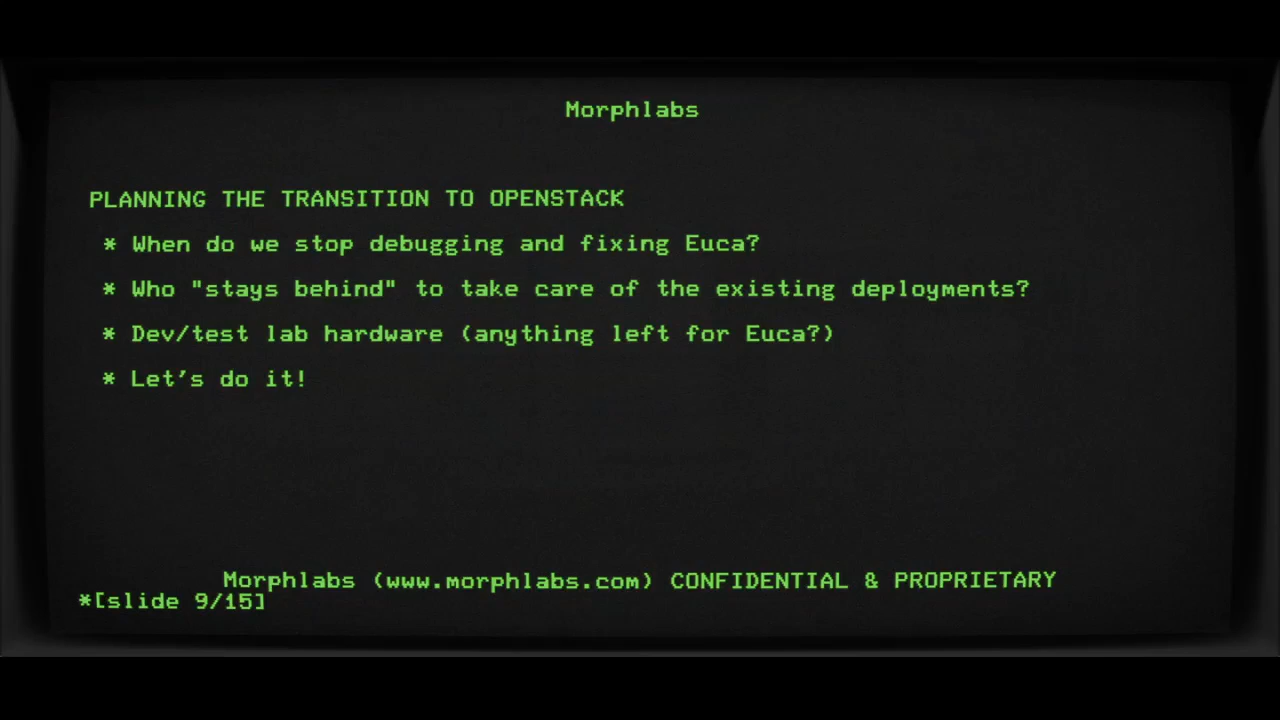 Morphlabs
PLANNING THE TRANSITION TO OPENSTACK
* When do we stop debugging and fixing Euca?
* Who "stays behind" to take care of the existing deployments?
* Dev/test lab hardware (anything left for Euca?)
* Let's do it!
Morphlabs (www.morphlabs.com) CONFIDENTIAL & PROPRIETARY
*[slide 9/15]